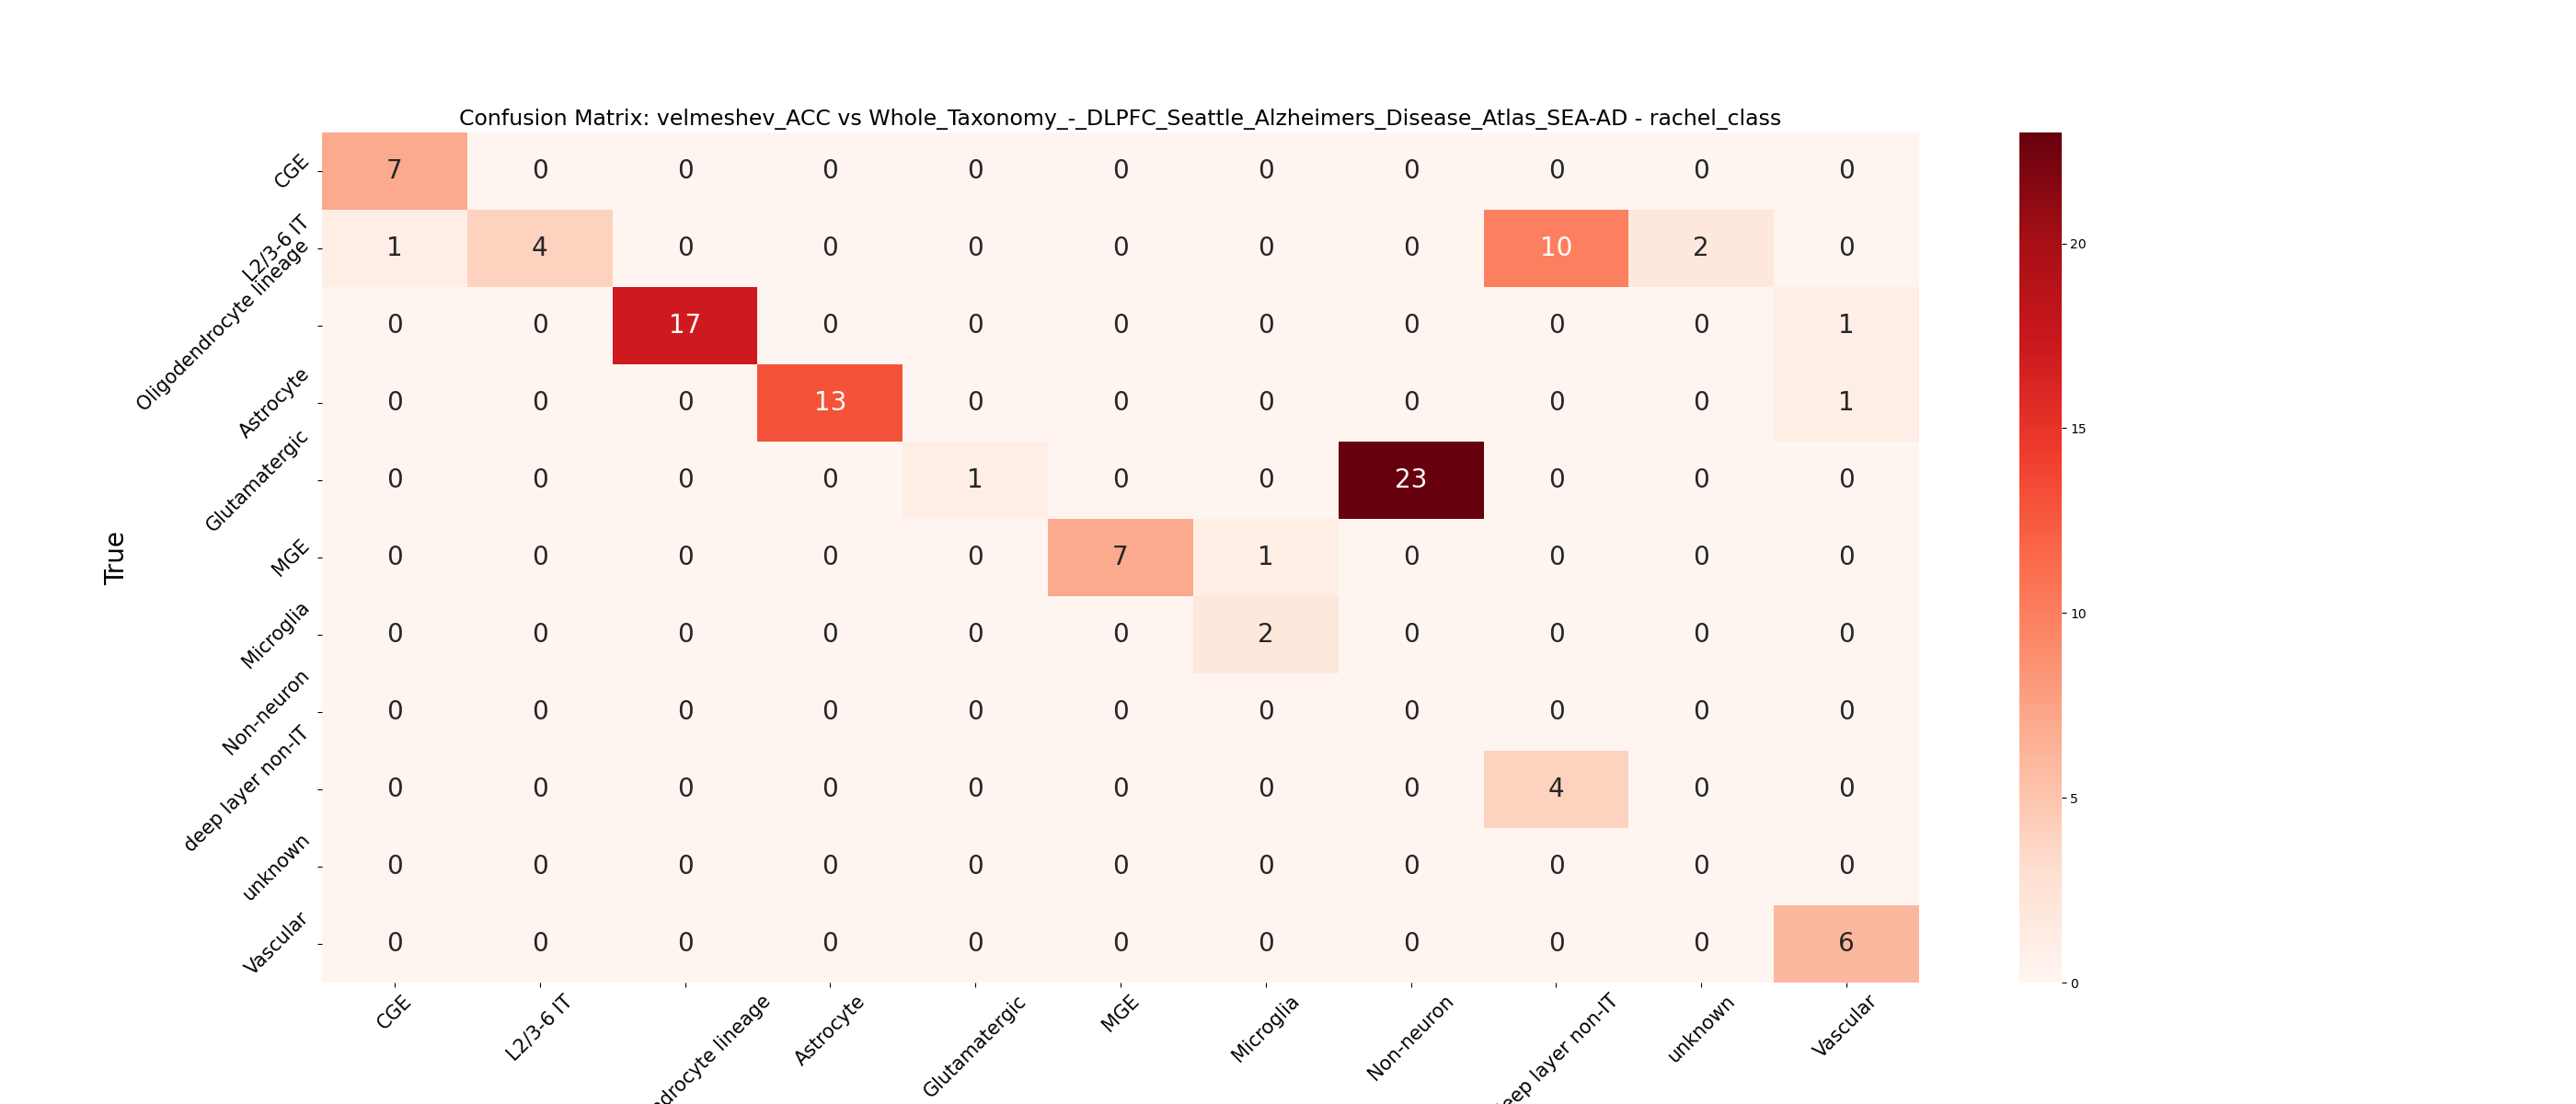 Confusion Matrix: velmeshev_ACC vs Whole_Taxonomy_-_DLPFC_Seattle_Alzheimers_Disease_Atlas_SEA-AD - rachel_class
True
CGE 7 0 0 0 0 0 0 0 0 0 0
L2/3-6 IT 1 4 0 0 0 0 0 0 10 2 0
Oligodendrocyte lineage 0 0 17 0 0 0 0 0 0 0 1
Astrocyte 0 0 0 13 0 0 0 0 0 0 1
Glutamatergic 0 0 0 0 1 0 0 23 0 0 0
MGE 0 0 0 0 0 7 1 0 0 0 0
Microglia 0 0 0 0 0 0 2 0 0 0 0
Non-neuron 0 0 0 0 0 0 0 0 0 0 0
deep layer non-IT 0 0 0 0 0 0 0 0 4 0 0
unknown 0 0 0 0 0 0 0 0 0 0 0
Vascular 0 0 0 0 0 0 0 0 0 0 6
CGE L2/3-6 IT ndrocyte lineage Astrocyte Glutamatergic MGE Microglia Non-neuron eep layer non-IT unknown Vascular
20
15
10
5
0